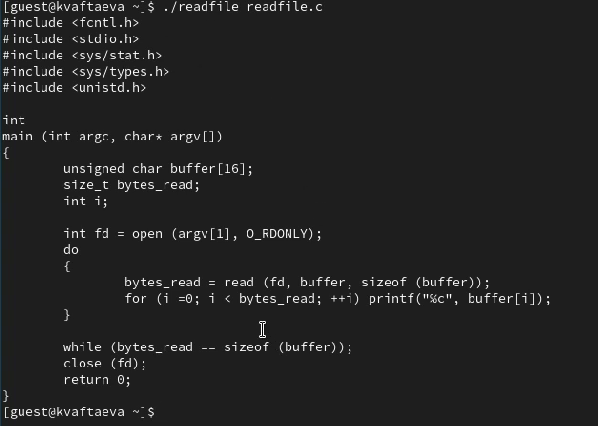 [guest@kvaftaeva ~]$ ./readfile readfile.c
#include <fcntl.h>
#include <stdio.h>
#include <sys/stat.h>
#include <sys/types.h>
#include <unistd.h>
int
main (int argc, char* argv[])
{
unsigned char buffer[16];
size_t bytes_read;
int i;
int fd = open (argv[1], O_RDONLY);
do
{
bytes_read = read (fd, buffer, sizeof (buffer));
for (i =0; i < bytes_read; ++i) printf("%c", buffer[i]);
}
while (bytes_read == sizeof (buffer));
close (fd);
return 0;
}
[guest@kvaftaeva ~]$